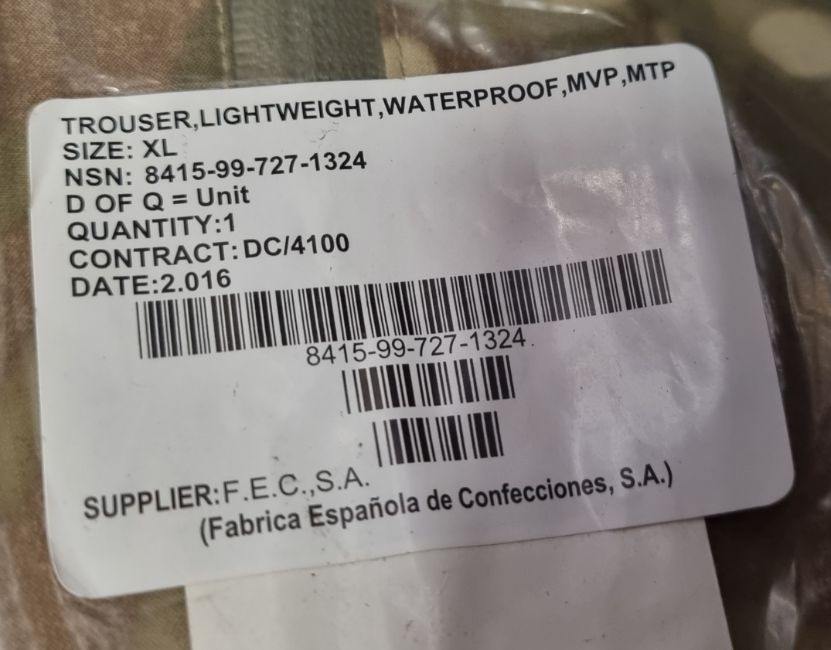 TROUSER,LIGHTWEIGHT,WATERPROOF,MVP,MTP
SIZE: XL
NSN: 8415-99-727-1324
D OF Q = Unit
QUANTITY:1
CONTRACT: DC/4100
DATE:2.016
8415-99-727-1324
SUPPLIER:F.E.C.,S.A.
(Fabrica Española de Confecciones, S.A.)